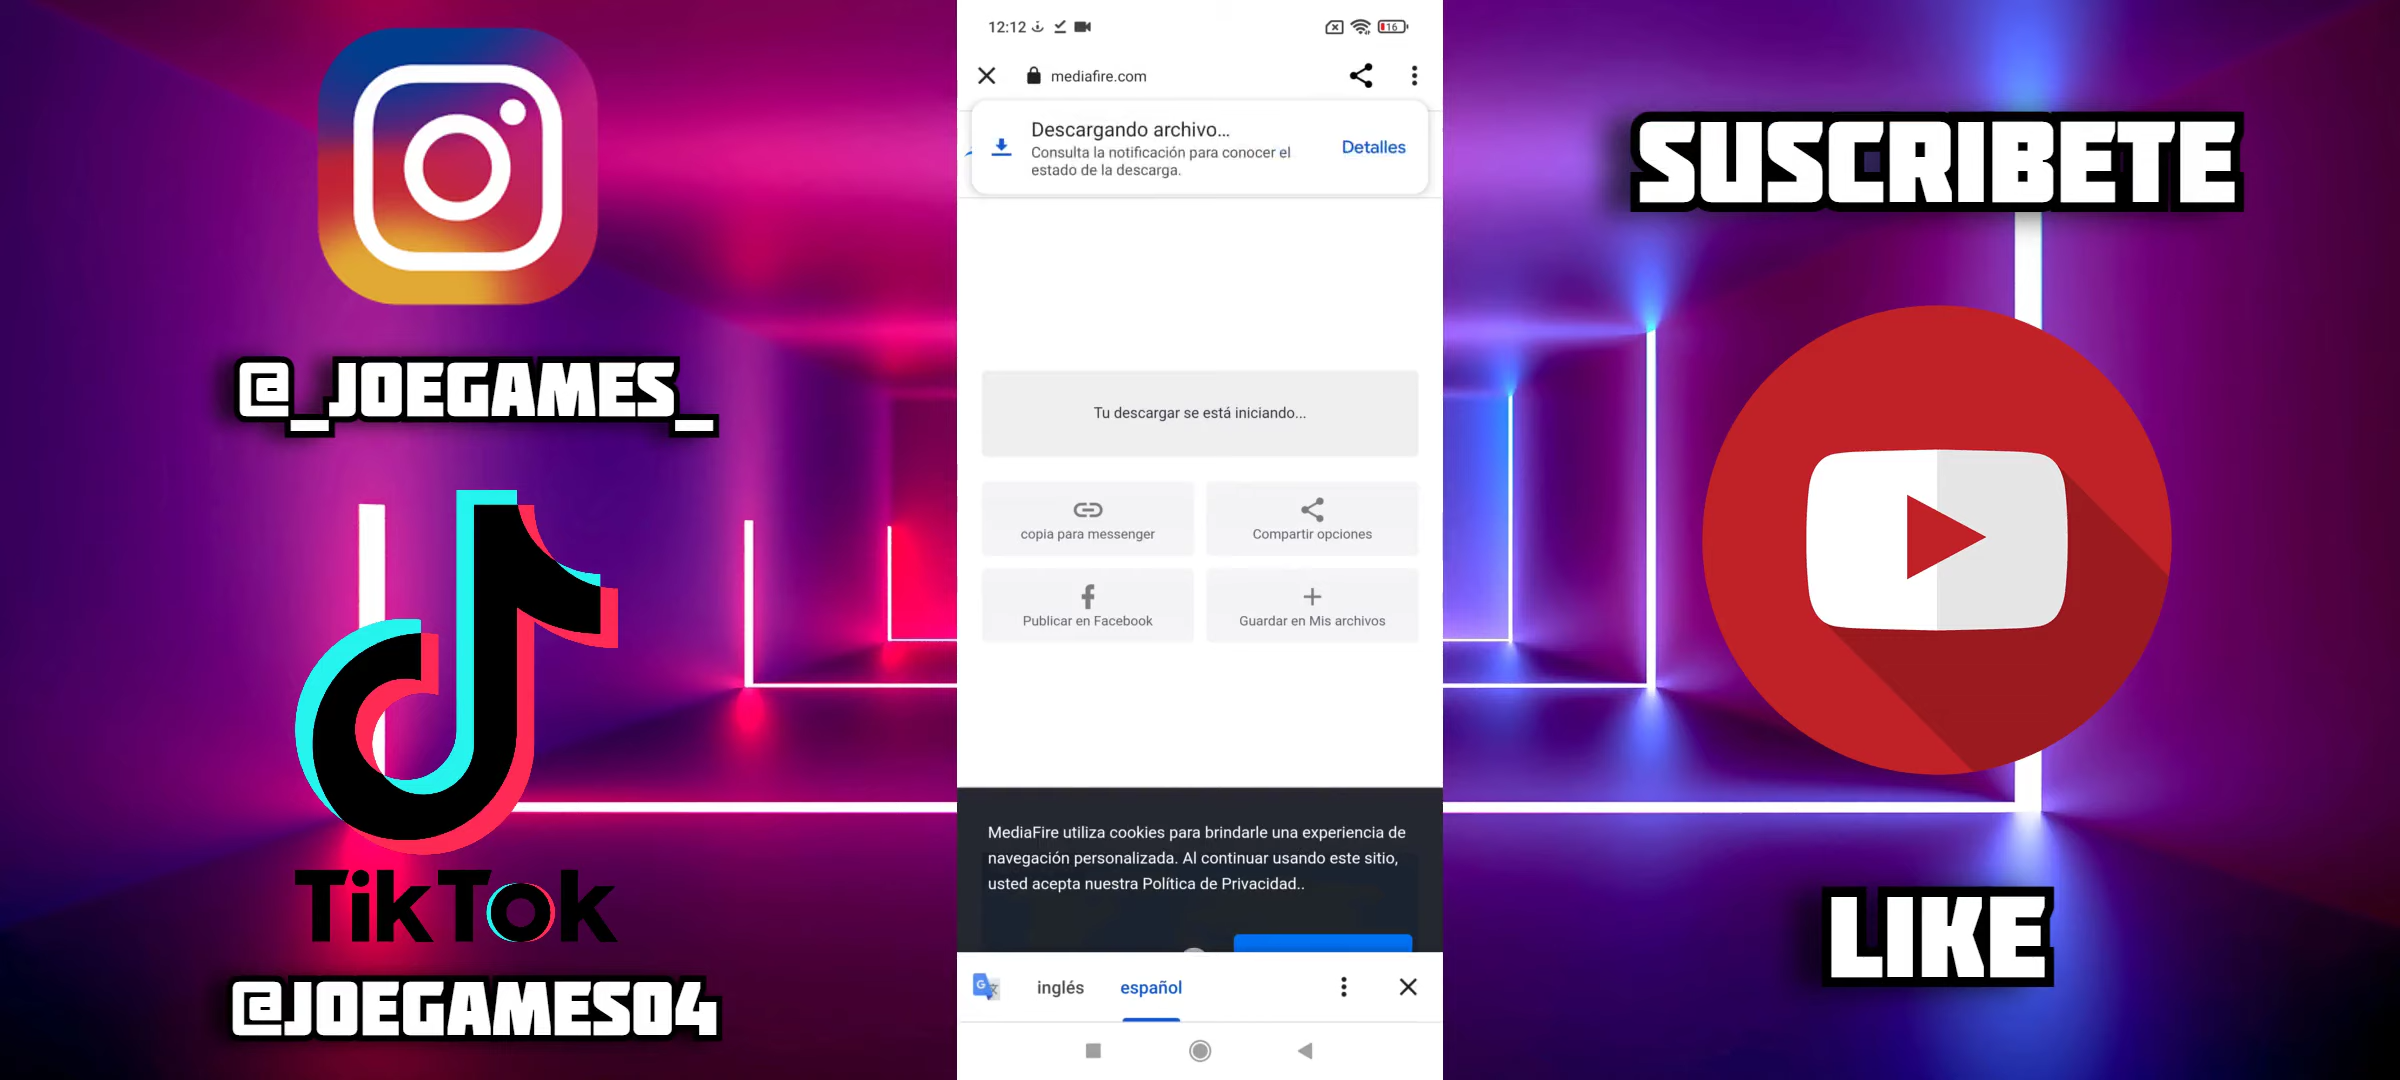 @_JOEGAMES_
TikTok
@JOEGAMES04
12:12
16
mediafire.com
Descargando archivo...
Consulta la notificación para conocer el
estado de la descarga.
Detalles
Tu descargar se está iniciando...
copia para messenger
Compartir opciones
Publicar en Facebook
Guardar en Mis archivos
MediaFire utiliza cookies para brindarle una experiencia de
navegación personalizada. Al continuar usando este sitio,
usted acepta nuestra Política de Privacidad..
inglés
español
SUSCRIBETE
LIKE